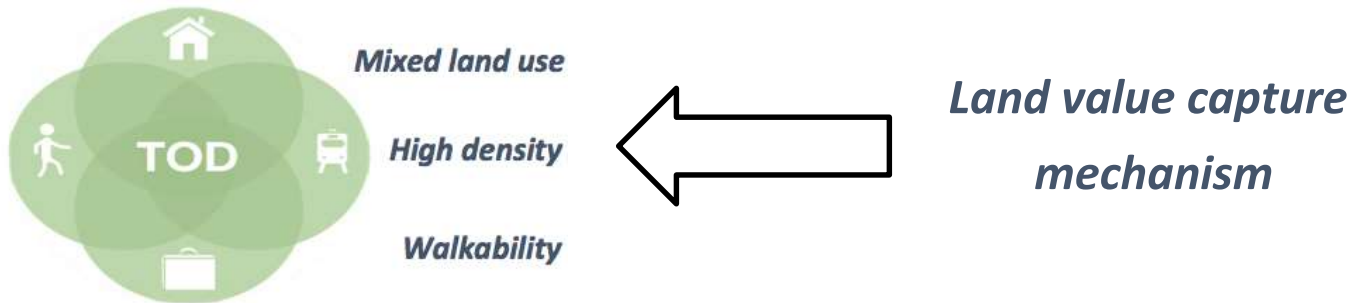 Mixed land use
TOD
High density
Walkability
Land value capture
mechanism